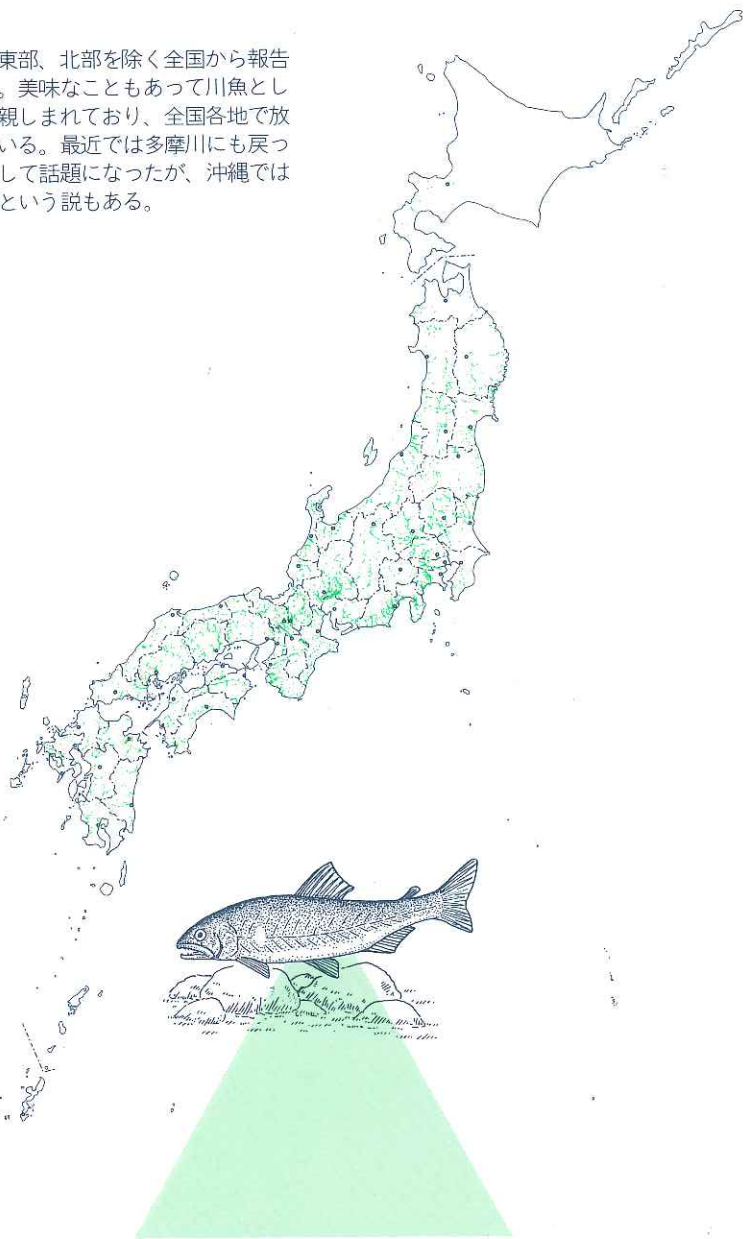 東部、北部を除く全国から報告
。美味なこともあって川魚とし
親しまれており、全国各地で放
いる。最近では多摩川にも戻っ
して話題になったが、沖縄では
という説もある。